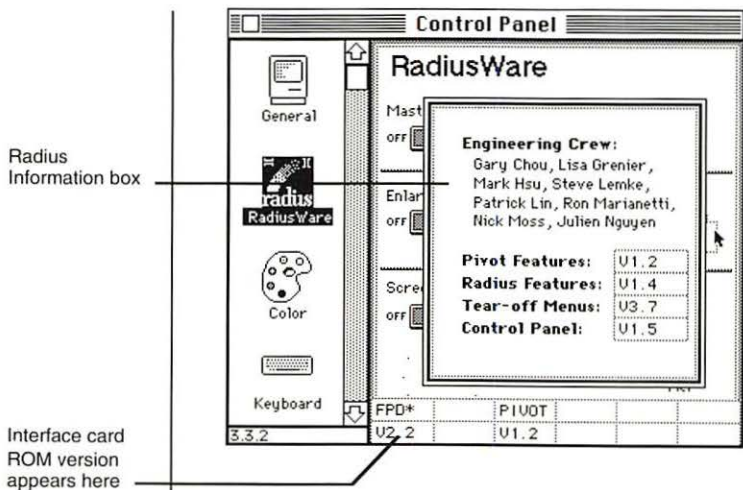 Control Panel
General
radius
RadiusWare
Color
Keyboard
3.3.2
RadiusWare
Mast
OFF
Enlar
OFF
Scree
OFF
Engineering Crew:
Gary Chou, Lisa Grenier,
Mark Hsu, Steve Lemke,
Patrick Lin, Ron Marianetti,
Nick Moss, Julien Nguyen
Pivot Features: V1.2
Radius Features: V1.4
Tear-off Menus: V3.7
Control Panel: V1.5
FPD* PIVOT
V2.2 V1.2
Radius
Information box
Interface card
ROM version
appears here